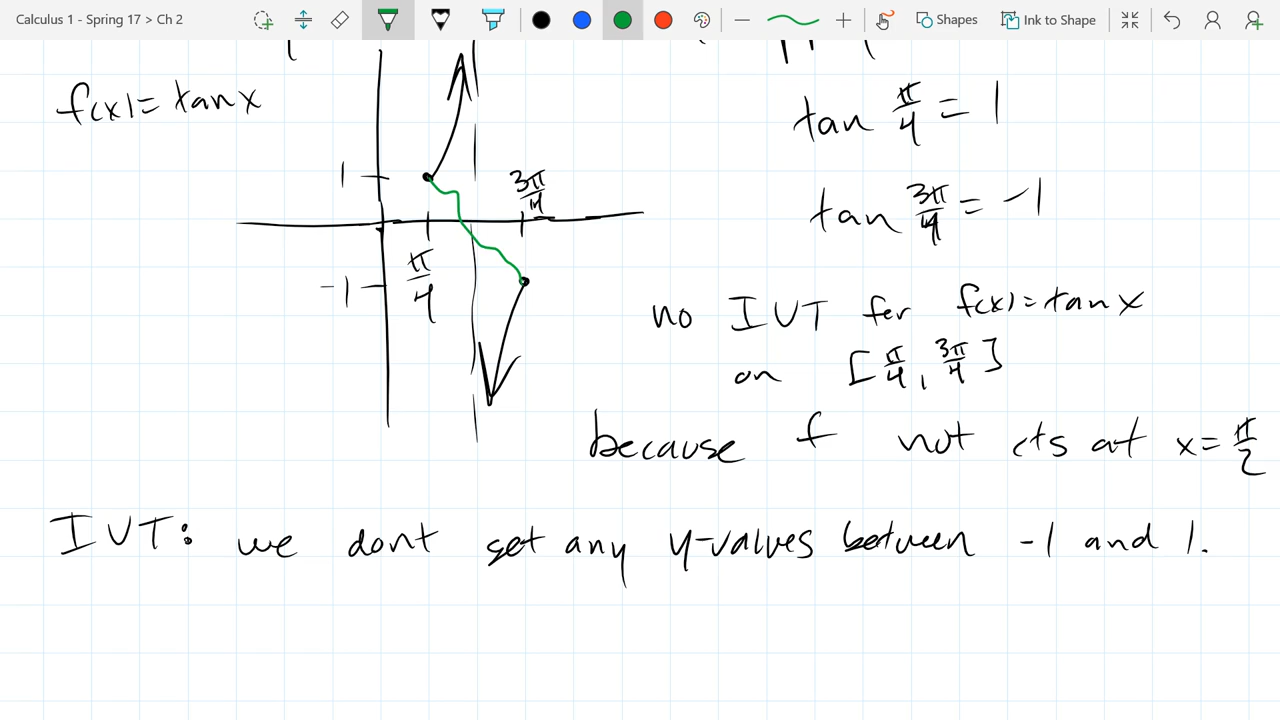 Calculus 1 - Spring 17 > Ch 2
Shapes
Ink to Shape
f(x)=tanx
tan π/4 = 1
1
3π/4
tan 3π/4 = -1
π/4
-1
no IVT for f(x)=tanx
on [π/4, 3π/4]
because f not cts at x=π/2
IVT: we dont get any y-values between -1 and 1.